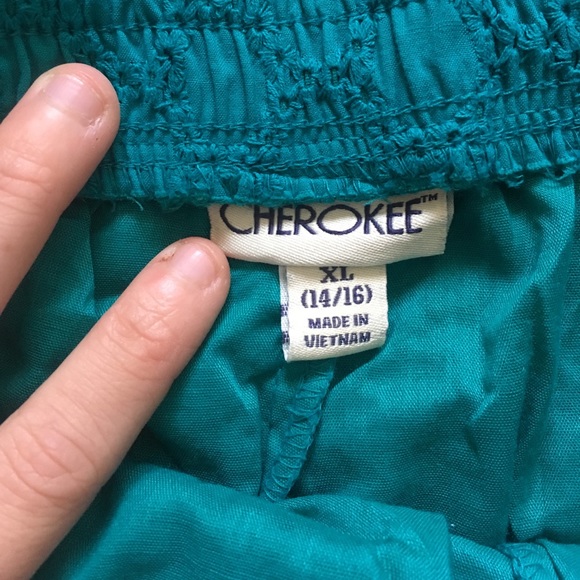 CHEROKEE™
XL
(14/16)
MADE IN
VIETNAM